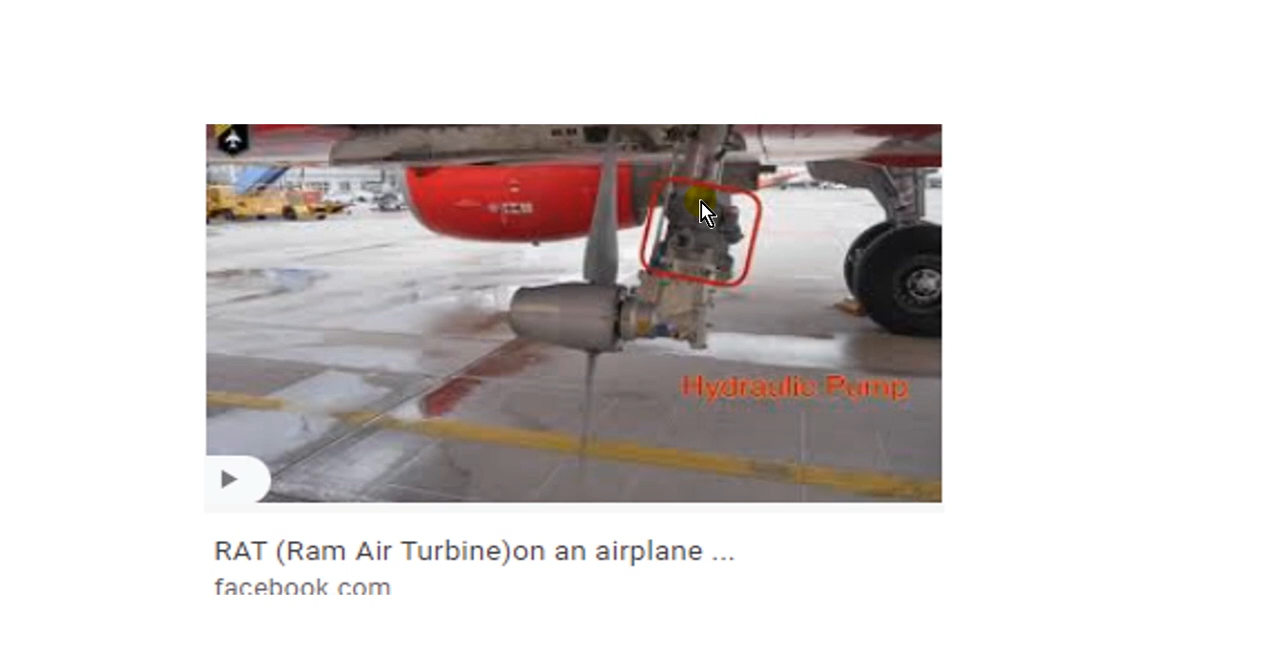 Hydraulic Pump
RAT (Ram Air Turbine)on an airplane ...
facebook.com